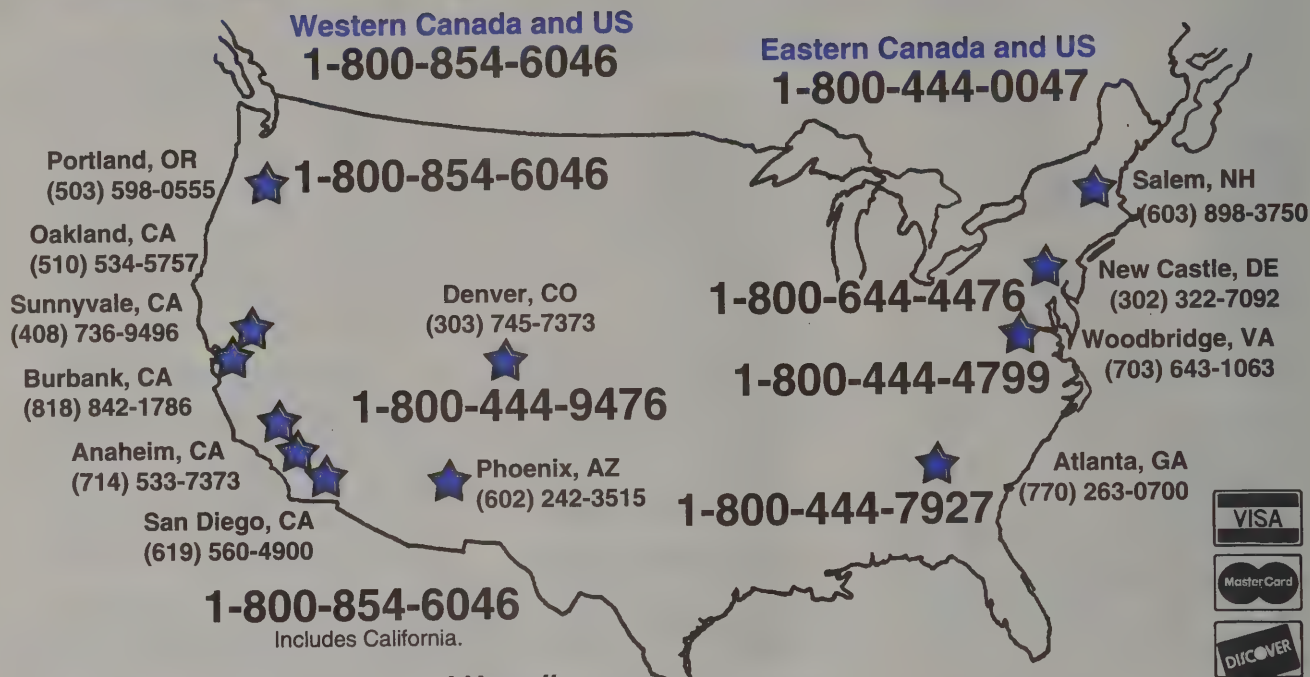 Western Canada and US
1-800-854-6046
Eastern Canada and US
1-800-444-0047
Portland, OR
(503) 598-0555
1-800-854-6046
Salem, NH
(603) 898-3750
Oakland, CA
(510) 534-5757
Sunnyvale, CA
(408) 736-9496
Denver, CO
(303) 745-7373
1-800-444-9476
1-800-644-4476
New Castle, DE
(302) 322-7092
Woodbridge, VA
(703) 643-1063
1-800-444-4799
Burbank, CA
(818) 842-1786
Anaheim, CA
(714) 533-7373
Phoenix, AZ
(602) 242-3515
Atlanta, GA
(770) 263-0700
1-800-444-7927
San Diego, CA
(619) 560-4900
1-800-854-6046
Includes California.
VISA
MasterCard
DISCOVER